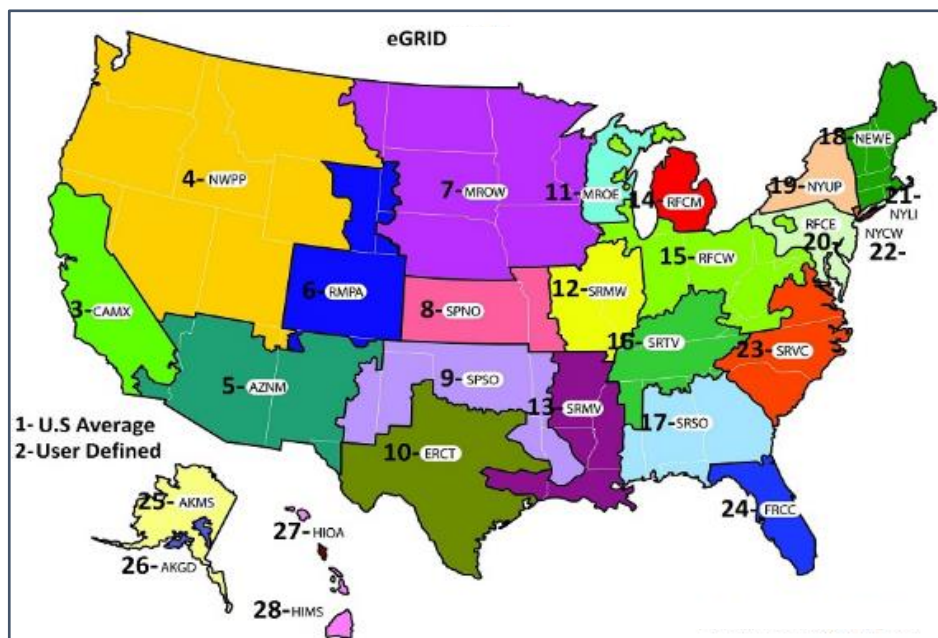 eGRID
18- NEWE
4- NWPP
7- MROW
11- MROE
19- NYUP
14- RFCM
21- NYLI
RFCE
NYCW
20-
22-
15- RFCW
6- RMPA
12- SRMW
3- CAMX
8- SPNO
16- SRTV
23- SRVC
5- AZNM
9- SPSO
13- SRMV
17- SRSO
1- U.S Average
2- User Defined
10- ERCT
25- AKMS
24- FRCC
27- HIOA
26- AKGD
28- HIMS